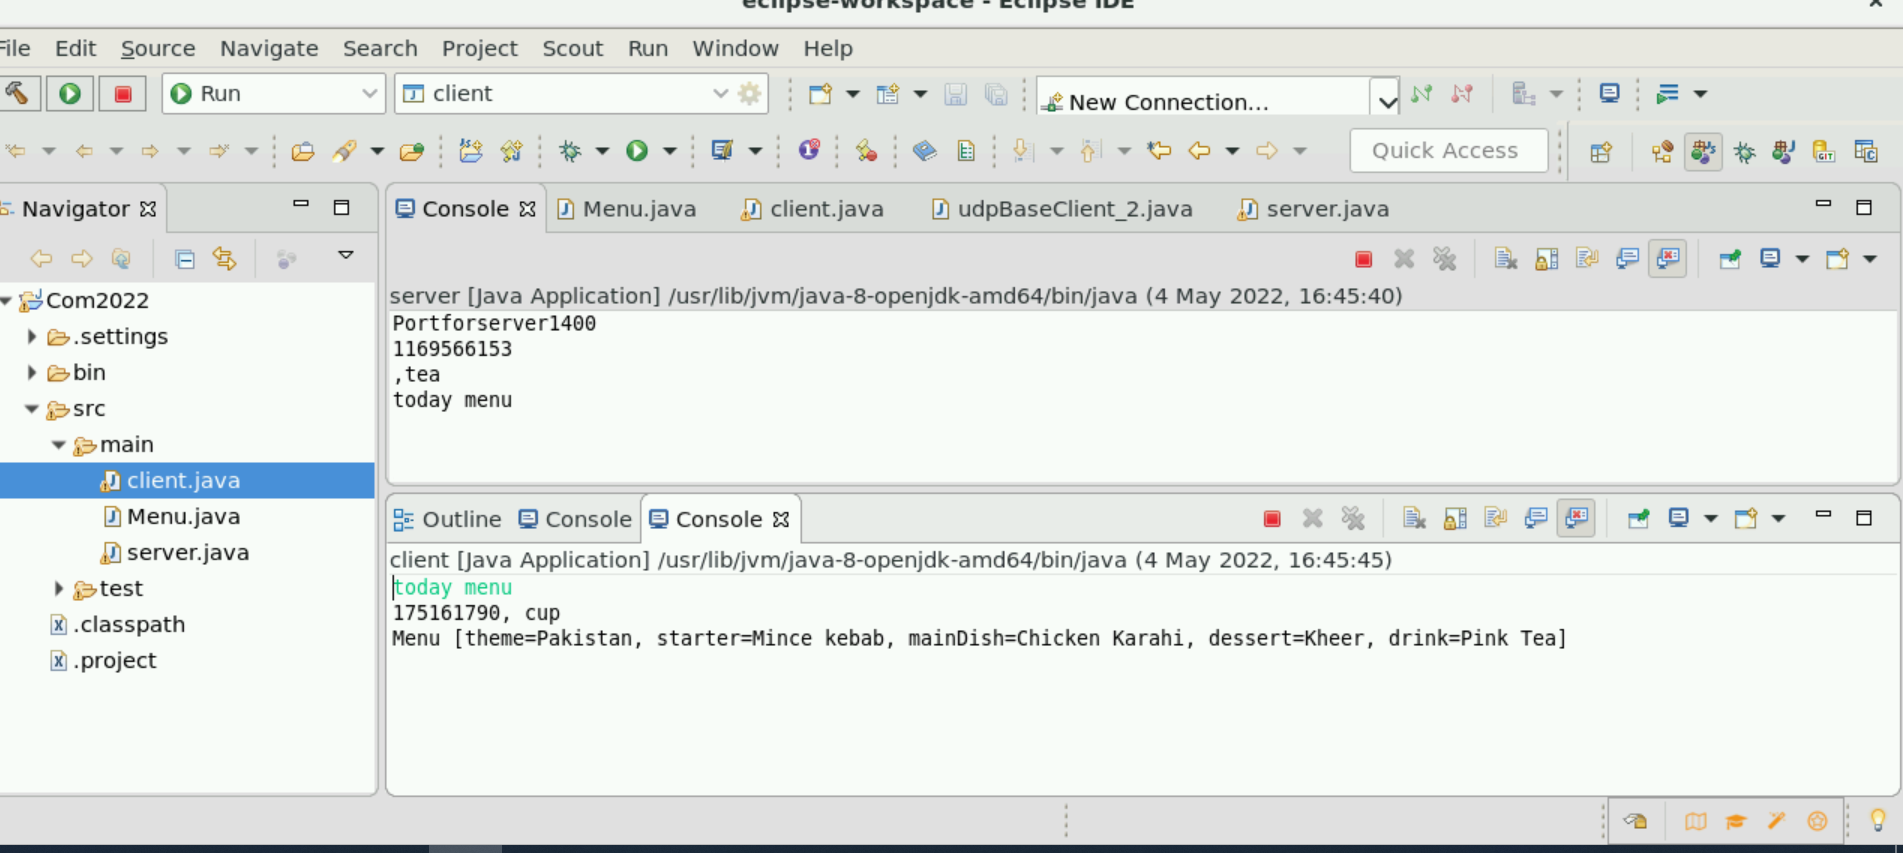 eclipse-workspace - Eclipse IDE
File Edit Source Navigate Search Project Scout Run Window Help
Run client New Connection...
Quick Access
Navigator
Com2022
.settings
bin
src
main
client.java
Menu.java
server.java
test
.classpath
.project
Console Menu.java client.java udpBaseClient_2.java server.java
server [Java Application] /usr/lib/jvm/java-8-openjdk-amd64/bin/java (4 May 2022, 16:45:40)
Portforserver1400
1169566153
,tea
today menu
Outline Console Console
client [Java Application] /usr/lib/jvm/java-8-openjdk-amd64/bin/java (4 May 2022, 16:45:45)
today menu
175161790, cup
Menu [theme=Pakistan, starter=Mince kebab, mainDish=Chicken Karahi, dessert=Kheer, drink=Pink Tea]